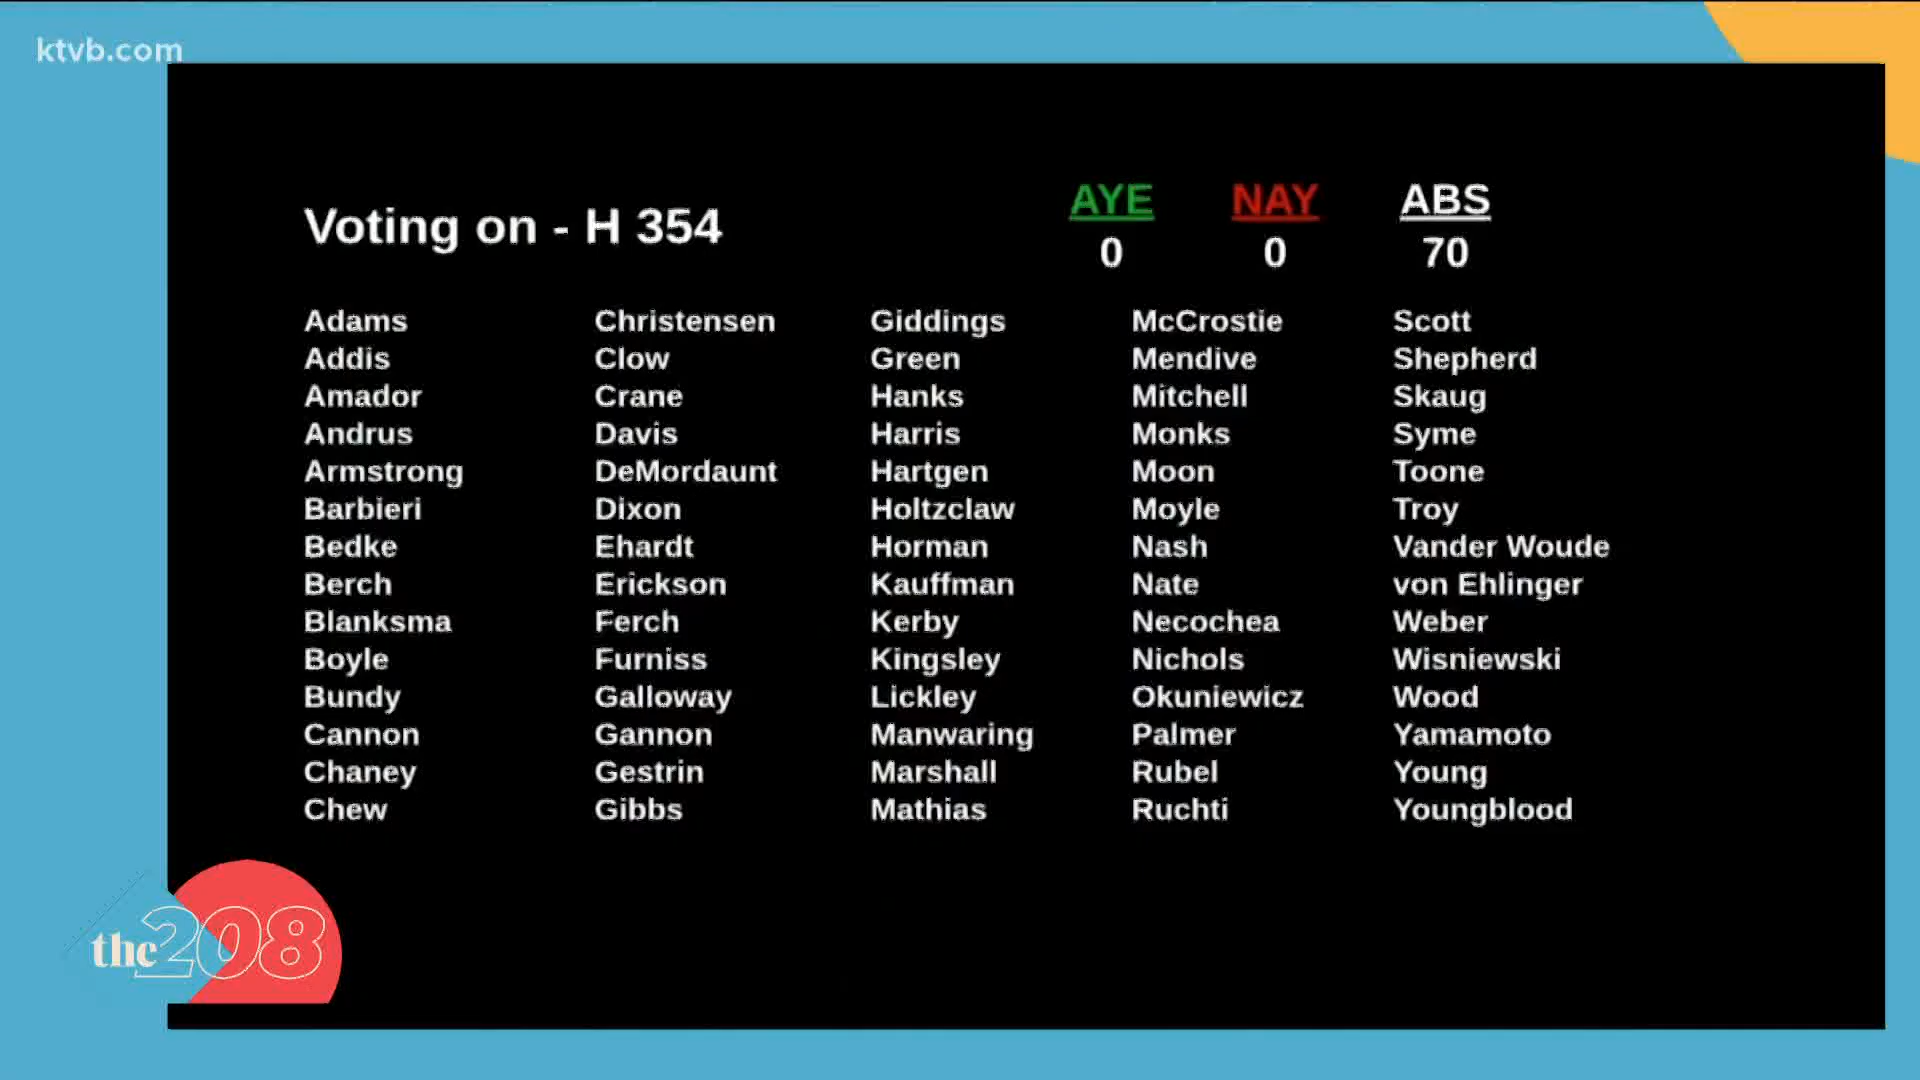 ktvb.com
Voting on - H 354
AYE NAY ABS
0 0 70
Adams Christensen Giddings McCrostie Scott
Addis Clow Green Mendive Shepherd
Amador Crane Hanks Mitchell Skaug
Andrus Davis Harris Monks Syme
Armstrong DeMordaunt Hartgen Moon Toone
Barbieri Dixon Holtzclaw Moyle Troy
Bedke Ehardt Horman Nash Vander Woude
Berch Erickson Kauffman Nate von Ehlinger
Blanksma Ferch Kerby Necochea Weber
Boyle Furniss Kingsley Nichols Wisniewski
Bundy Galloway Lickley Okuniewicz Wood
Cannon Gannon Manwaring Palmer Yamamoto
Chaney Gestrin Marshall Rubel Young
Chew Gibbs Mathias Ruchti Youngblood
the 208